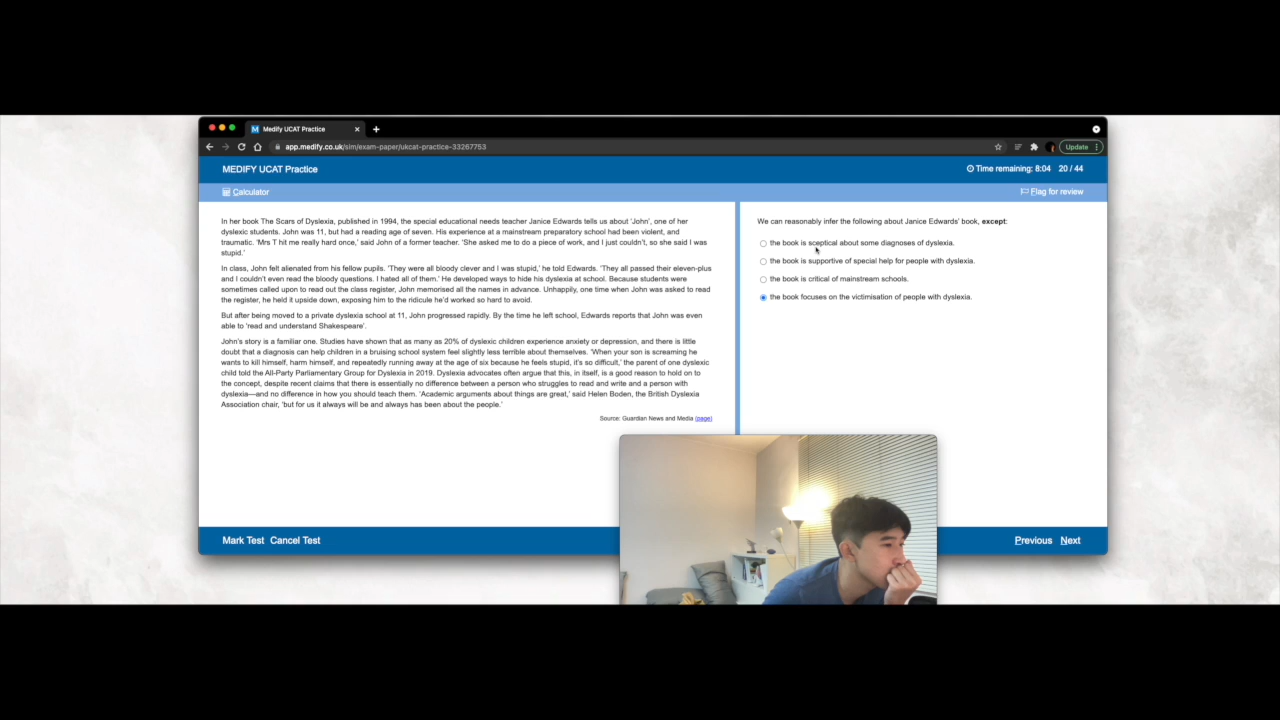 Medify UCAT Practice
app.medify.co.uk/sim/exam-paper/ukcat-practice-33267753
Update
MEDIFY UCAT Practice
Time remaining: 8:04 20 / 44
Calculator
Flag for review
In her book The Scars of Dyslexia, published in 1994, the special educational needs teacher Janice Edwards tells us about 'John', one of her
dyslexic students. John was 11, but had a reading age of seven. His experience at a mainstream preparatory school had been violent, and
traumatic. 'Mrs T hit me really hard once,' said John of a former teacher. 'She asked me to do a piece of work, and I just couldn't, so she said I was
stupid.'
In class, John felt alienated from his fellow pupils. 'They were all bloody clever and I was stupid,' he told Edwards. 'They all passed their eleven-plus
and I couldn't even read the bloody questions. I hated all of them.' He developed ways to hide his dyslexia at school. Because students were
sometimes called upon to read out the class register, John memorised all the names in advance. Unhappily, one time when John was asked to read
the register, he held it upside down, exposing him to the ridicule he'd worked so hard to avoid.
But after being moved to a private dyslexia school at 11, John progressed rapidly. By the time he left school, Edwards reports that John was even
able to 'read and understand Shakespeare'.
John's story is a familiar one. Studies have shown that as many as 20% of dyslexic children experience anxiety or depression, and there is little
doubt that a diagnosis can help children in a bruising school system feel slightly less terrible about themselves. 'When your son is screaming he
wants to kill himself, harm himself, and repeatedly running away at the age of six because he feels stupid, it's so difficult,' the parent of one dyslexic
child told the All-Party Parliamentary Group for Dyslexia in 2019. Dyslexia advocates often argue that this, in itself, is a good reason to hold on to
the concept, despite recent claims that there is essentially no difference between a person who struggles to read and write and a person with
dyslexia—and no difference in how you should teach them. 'Academic arguments about things are great,' said Helen Boden, the British Dyslexia
Association chair, 'but for us it always will be and always has been about the people.'
Source: Guardian News and Media (page)
We can reasonably infer the following about Janice Edwards' book, except:
the book is sceptical about some diagnoses of dyslexia.
the book is supportive of special help for people with dyslexia.
the book is critical of mainstream schools.
the book focuses on the victimisation of people with dyslexia.
Mark Test Cancel Test
Previous Next